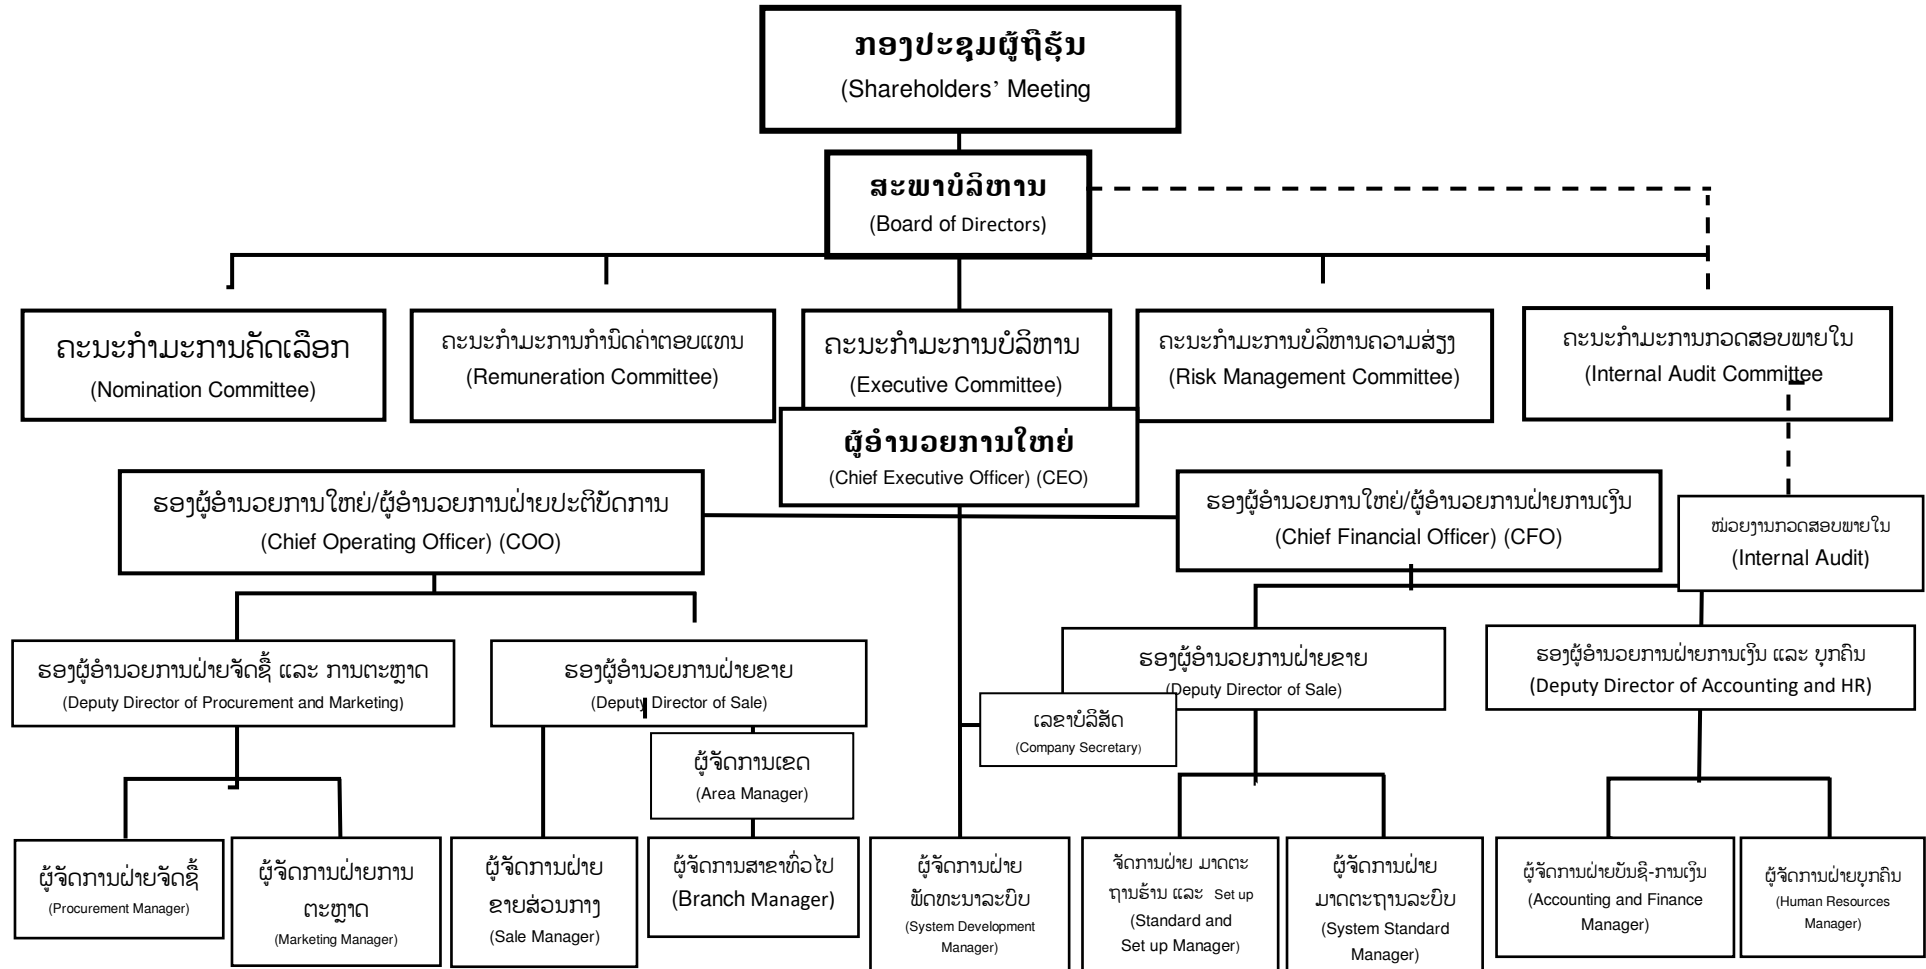 ກອງປະຊຸມຜູ້ຖືຮຸ້ນ
(Shareholders’ Meeting
ສະພາບໍລິຫານ
(Board of Directors)
ຄະນະກຳມະການຄັດເລືອກ
(Nomination Committee)
ຄະນະກຳມະການກຳນົດຄ່າຕອບແທນ
(Remuneration Committee)
ຄະນະກຳມະການບໍລິຫານ
(Executive Committee)
ຄະນະກຳມະການບໍລິຫານຄວາມສ່ຽງ
(Risk Management Committee)
ຄະນະກຳມະການກວດສອບພາຍໃນ
(Internal Audit Committee
ຜູ້ອຳນວຍການໃຫຍ່
(Chief Executive Officer) (CEO)
ຮອງຜູ້ອຳນວຍການໃຫຍ່/ຜູ້ອຳນວຍການຝ່າຍປະຕິບັດການ
(Chief Operating Officer) (COO)
ຮອງຜູ້ອຳນວຍການໃຫຍ່/ຜູ້ອຳນວຍການຝ່າຍການເງິນ
(Chief Financial Officer) (CFO)
ໜ່ວຍງານກວດສອບພາຍໃນ
(Internal Audit)
ຮອງຜູ້ອຳນວຍການຝ່າຍຈັດຊື້ ແລະ ການຕະຫຼາດ
(Deputy Director of Procurement and Marketing)
ຮອງຜູ້ອຳນວຍການຝ່າຍຂາຍ
(Deputy Director of Sale)
ຮອງຜູ້ອຳນວຍການຝ່າຍຂາຍ
(Deputy Director of Sale)
ຮອງຜູ້ອຳນວຍການຝ່າຍການເງິນ ແລະ ບຸກຄົນ
(Deputy Director of Accounting and HR)
ເລຂາບໍລິສັດ
(Company Secretary)
ຜູ້ຈັດການເຂດ
(Area Manager)
ຜູ້ຈັດການຝ່າຍຈັດຊື້
(Procurement Manager)
ຜູ້ຈັດການຝ່າຍການ
ຕະຫຼາດ
(Marketing Manager)
ຜູ້ຈັດການຝ່າຍ
ຂາຍສ່ວນກາງ
(Sale Manager)
ຜູ້ຈັດການສາຂາທົ່ວໄປ
(Branch Manager)
ຜູ້ຈັດການຝ່າຍ
ພັດທະນາລະບົບ
(System Development
Manager)
ຈັດການຝ່າຍ ມາດຕະ
ຖານຮ້ານ ແລະ Set up
(Standard and
Set up Manager)
ຜູ້ຈັດການຝ່າຍ
ມາດຕະຖານລະບົບ
(System Standard
Manager)
ຜູ້ຈັດການຝ່າຍບັນຊີ-ການເງິນ
(Accounting and Finance
Manager)
ຜູ້ຈັດການຝ່າຍບຸກຄົນ
(Human Resources
Manager)